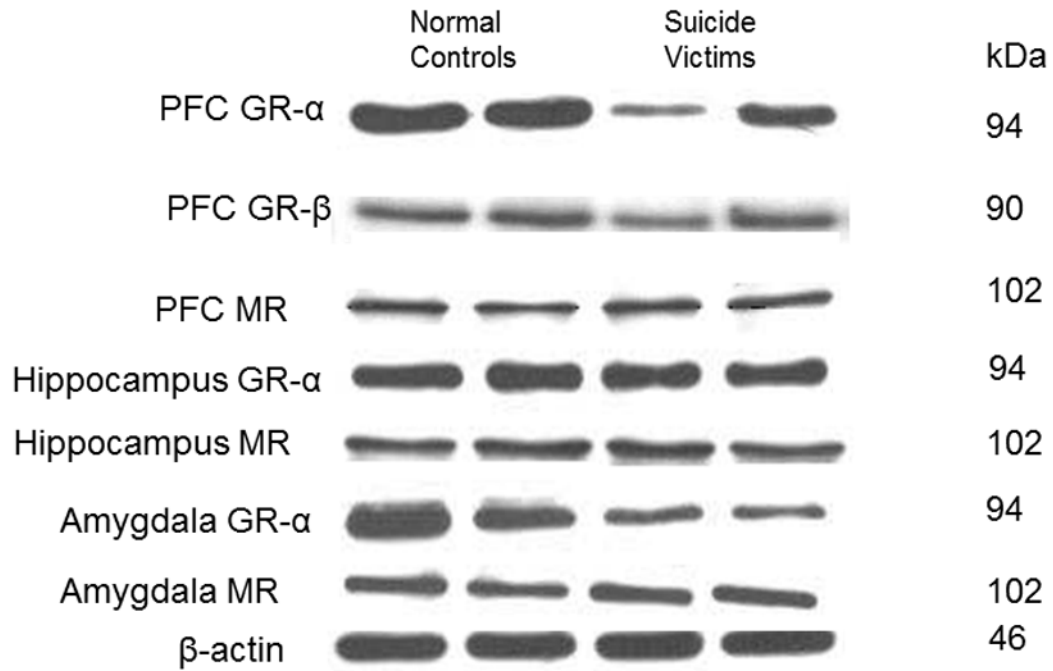 Normal Controls
Suicide Victims
kDa
PFC GR-α 94
PFC GR-β 90
PFC MR 102
Hippocampus GR-α 94
Hippocampus MR 102
Amygdala GR-α 94
Amygdala MR 102
β-actin 46